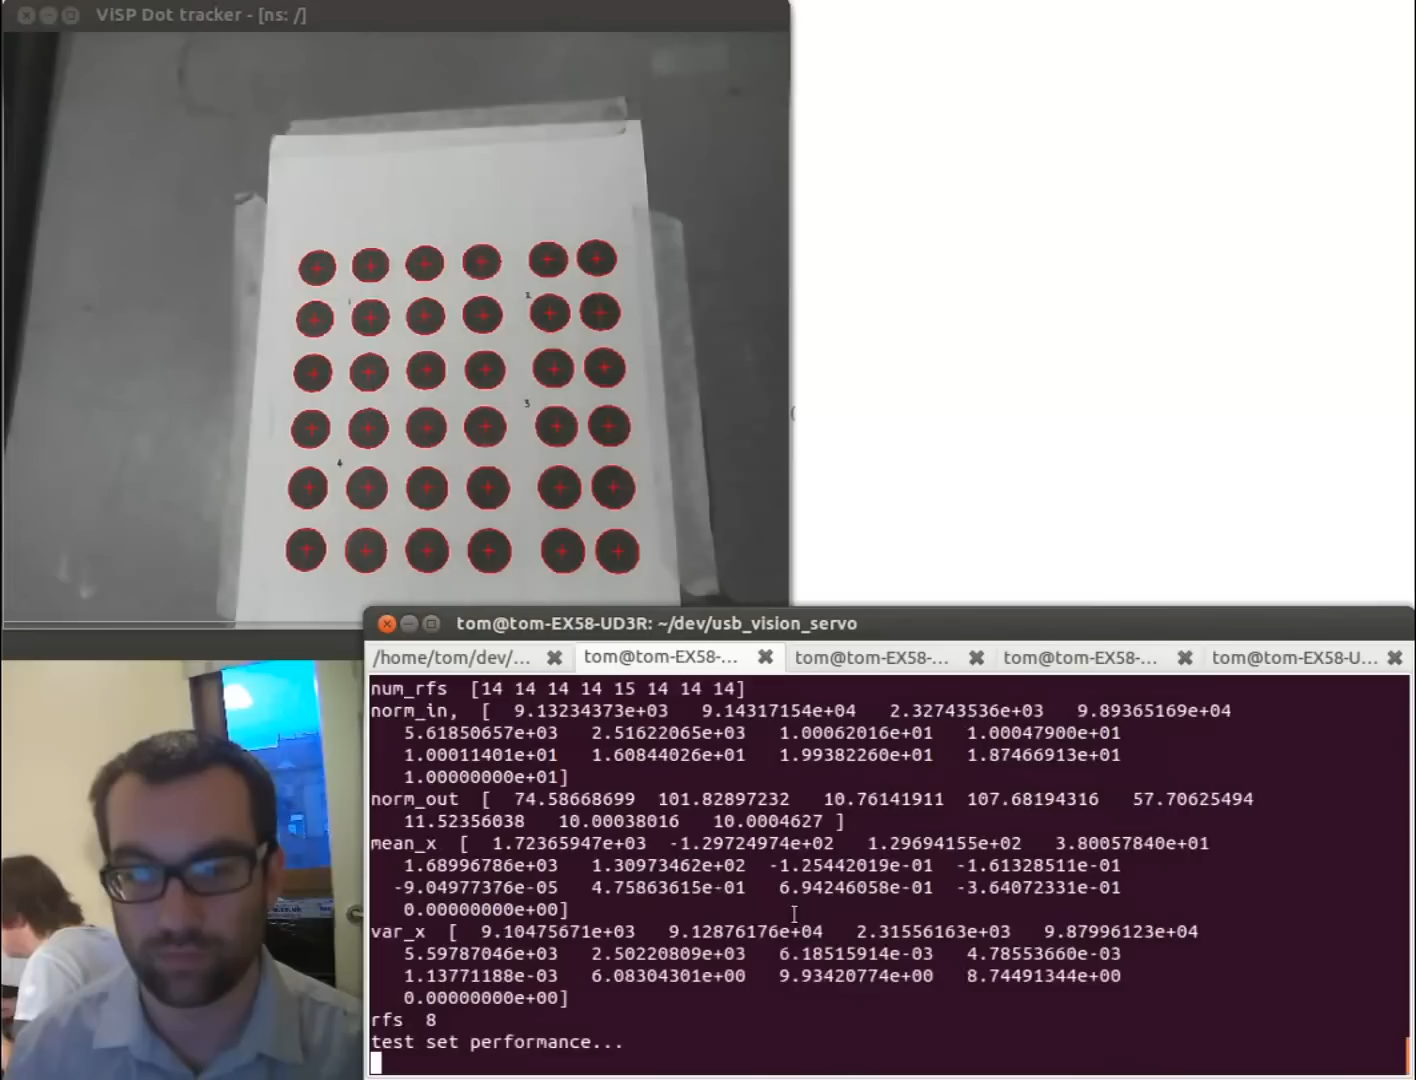 ViSP Dot tracker - [ns: /]
1
2
3
4
tom@tom-EX58-UD3R: ~/dev/usb_vision_servo
/home/tom/dev/... tom@tom-EX58-... tom@tom-EX58-... tom@tom-EX58-... tom@tom-EX58-U...
num_rfs [14 14 14 14 15 14 14 14]
norm_in, [ 9.13234373e+03 9.14317154e+04 2.32743536e+03 9.89365169e+04
5.61850657e+03 2.51622065e+03 1.00062016e+01 1.00047900e+01
1.00011401e+01 1.60844026e+01 1.99382260e+01 1.87466913e+01
1.00000000e+01]
norm_out [ 74.58668699 101.82897232 10.76141911 107.68194316 57.70625494
11.52356038 10.00038016 10.0004627 ]
mean_x [ 1.72365947e+03 -1.29724974e+02 1.29694155e+02 3.80057840e+01
1.68996786e+03 1.30973462e+02 -1.25442019e-01 -1.61328511e-01
-9.04977376e-05 4.75863615e-01 6.94246058e-01 -3.64072331e-01
0.00000000e+00]
var_x [ 9.10475671e+03 9.12876176e+04 2.31556163e+03 9.87996123e+04
5.59787046e+03 2.50220809e+03 6.18515914e-03 4.78553660e-03
1.13771188e-03 6.08304301e+00 9.93420774e+00 8.74491344e+00
0.00000000e+00]
rfs 8
test set performance...